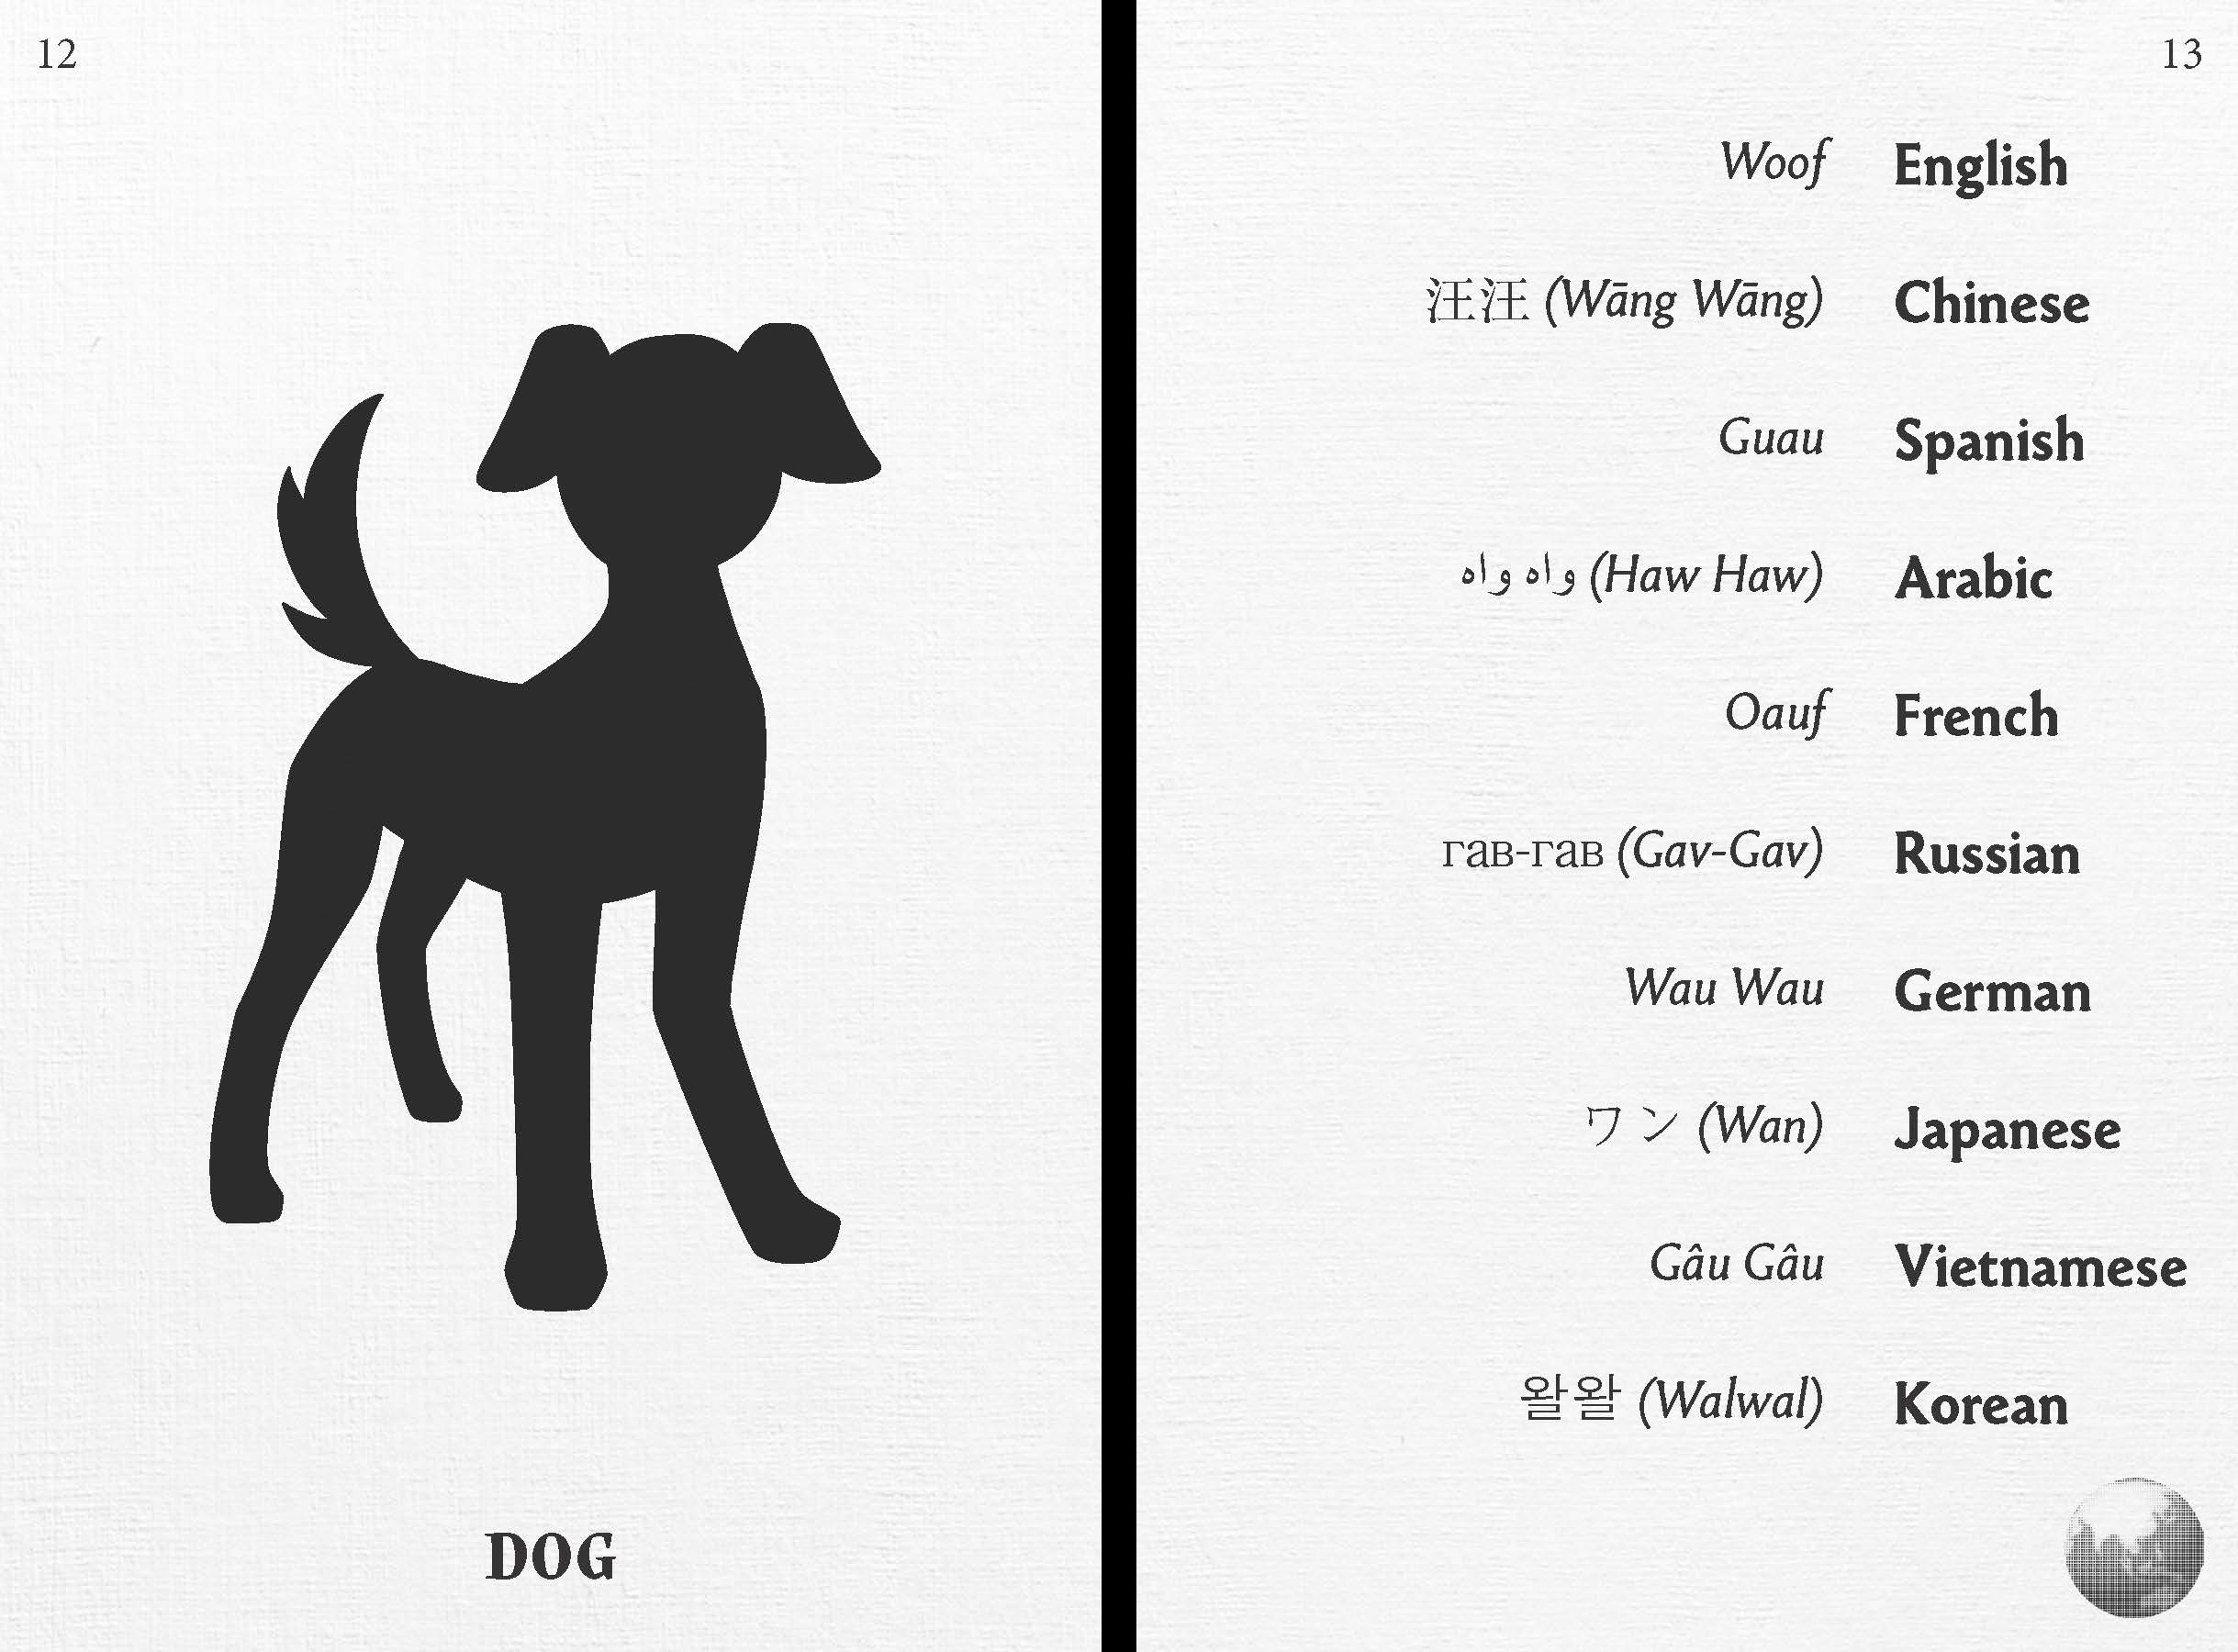 12
DOG
13
Woof English
汪汪 (Wāng Wāng) Chinese
Guau Spanish
واه واه (Haw Haw) Arabic
Oauf French
гав-гав (Gav-Gav) Russian
Wau Wau German
ワン (Wan) Japanese
Gâu Gâu Vietnamese
왈왈 (Walwal) Korean